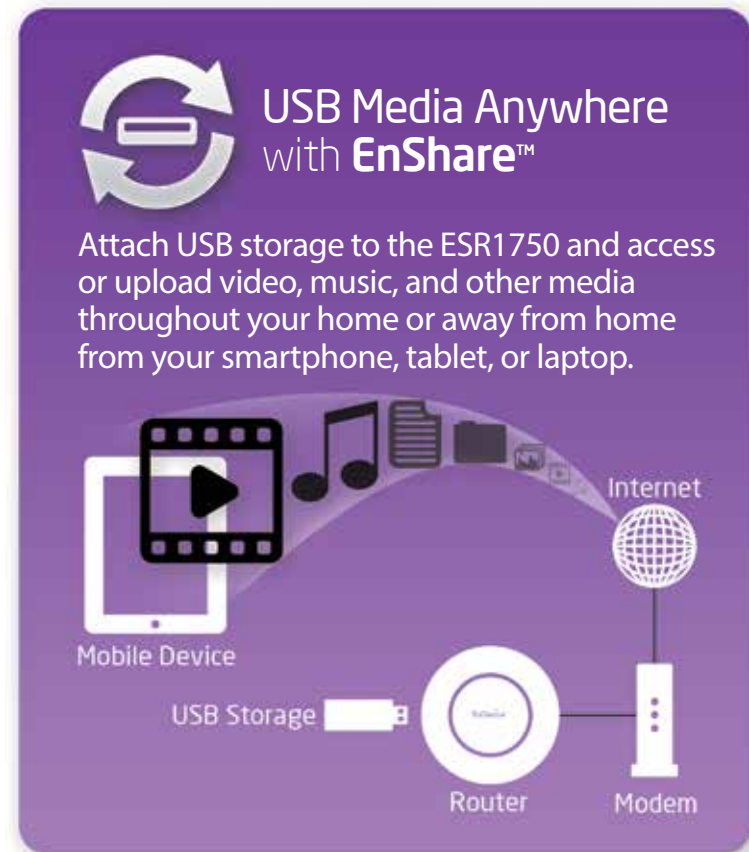 USB Media Anywhere
with EnShare™
Attach USB storage to the ESR1750 and access
or upload video, music, and other media
throughout your home or away from home
from your smartphone, tablet, or laptop.
Internet
Mobile Device
USB Storage
Router
Modem